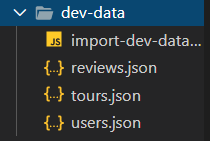 dev-data
JS import-dev-data...
{..} reviews.json
{..} tours.json
{..} users.json